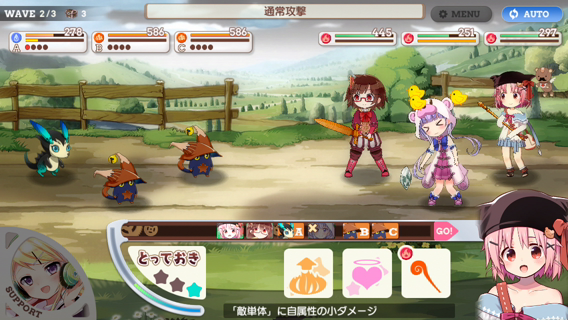 WAVE 2/3 3
通常攻撃
MENU
AUTO
278
586
586
445
251
297
A
B
C
A B C GO!
とっておき
SUPPORT
「敵単体」に自属性の小ダメージ